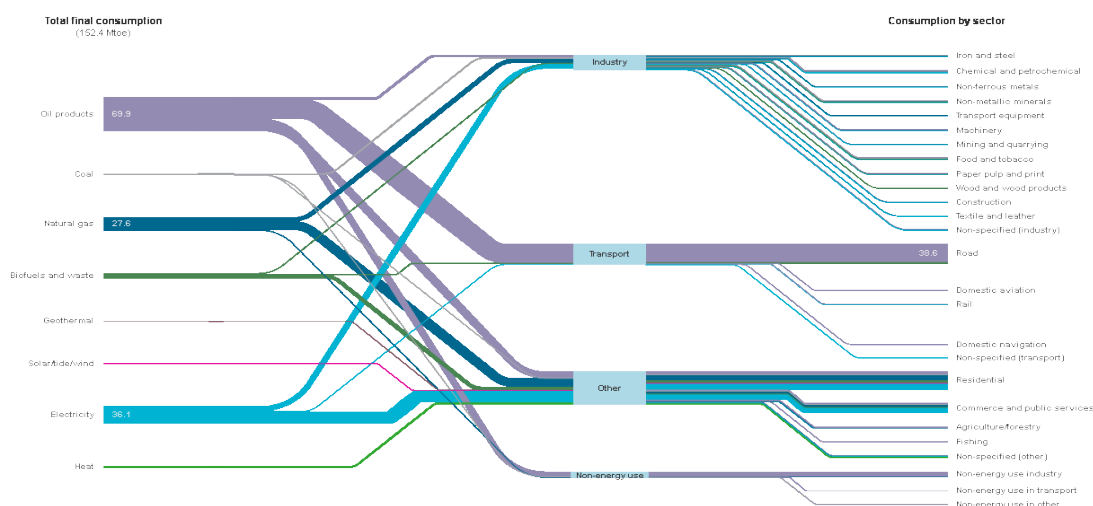 Total final consumption
(152.4 Mtoe)
Consumption by sector
Oil products
69.9
Coal
Natural gas
27.6
Biofuels and waste
Geothermal
Solar/tide/wind
Electricity
36.1
Heat
Industry
Transport
Other
Non-energy use
Iron and steel
Chemical and petrochemical
Non-ferrous metals
Non-metallic minerals
Transport equipment
Machinery
Mining and quarrying
Food and tobacco
Paper pulp and print
Wood and wood products
Construction
Textile and leather
Non-specified (industry)
38.6
Road
Domestic aviation
Rail
Domestic navigation
Non-specified (transport)
Residential
Commerce and public services
Agriculture/forestry
Fishing
Non-specified (other)
Non-energy use industry
Non-energy use in transport
Non-energy use in other